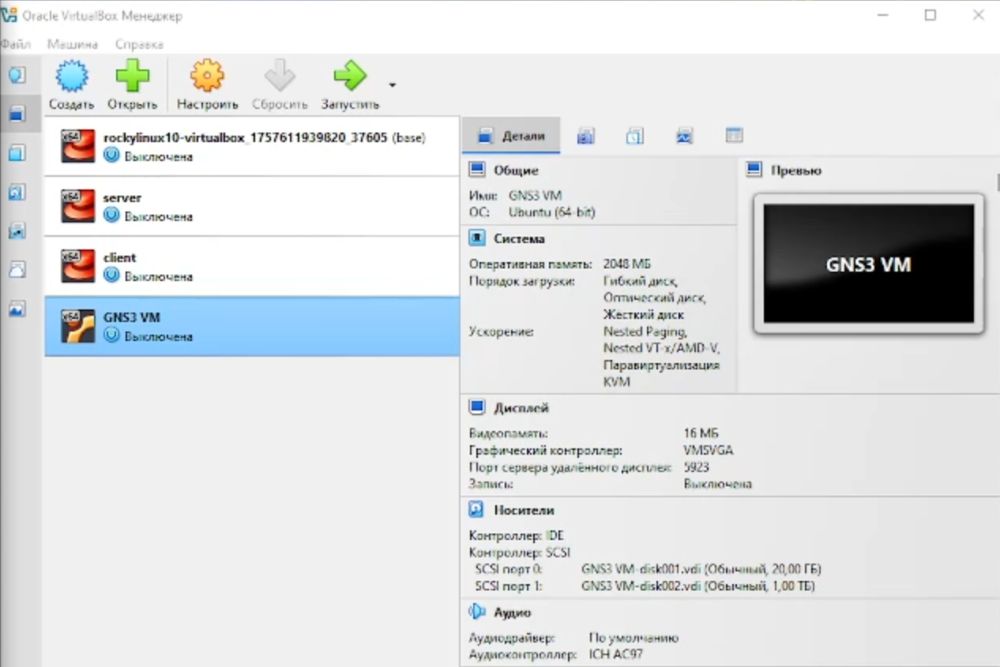 Oracle VirtualBox Менеджер
Файл Машина Справка
Создать Открыть Настроить Сбросить Запустить
x64
rockylinux10-virtualbox_1757611939820_37605 (base)
Выключена
x64
server
Выключена
x64
client
Выключена
x64
GNS3 VM
Выключена
Детали
Общие
Имя: GNS3 VM
ОС: Ubuntu (64-bit)
Превью
GNS3 VM
Система
Оперативная память: 2048 МБ
Порядок загрузки: Гибкий диск,
Оптический диск,
Жесткий диск
Ускорение: Nested Paging,
Nested VT-x/AMD-V,
Паравиртуализация
KVM
Дисплей
Видеопамять: 16 МБ
Графический контроллер: VMSVGA
Порт сервера удалённого дисплея: 5923
Запись: Выключена
Носители
Контроллер: IDE
Контроллер: SCSI
SCSI порт 0: GNS3 VM-disk001.vdi (Обычный, 20,00 ГБ)
SCSI порт 1: GNS3 VM-disk002.vdi (Обычный, 1,00 ТБ)
Аудио
Аудиодрайвер: По умолчанию
Аудиоконтроллер: ICH AC97